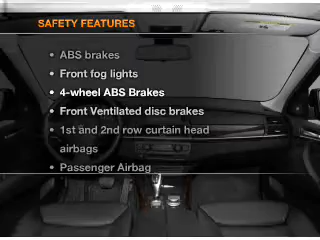 SAFETY FEATURES
• ABS brakes
• Front fog lights
• 4-wheel ABS Brakes
• Front Ventilated disc brakes
• 1st and 2nd row curtain head
airbags
• Passenger Airbag